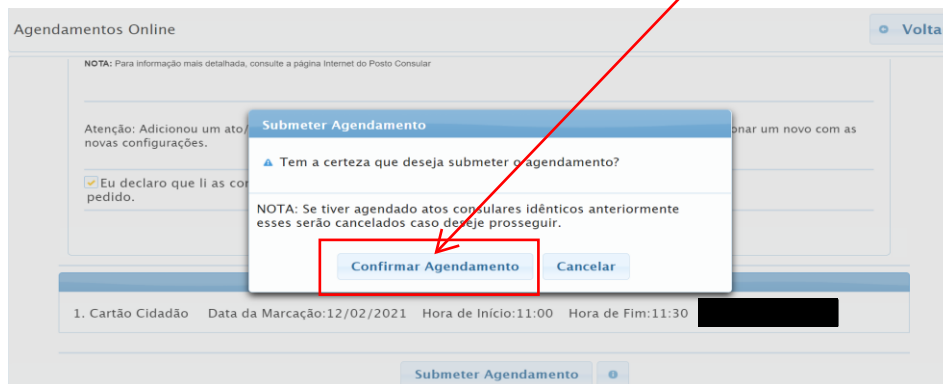 Agendamentos Online
Volta
NOTA: Para informação mais detalhada, consulte a página Internet do Posto Consular
Atenção: Adicionou um ato/
onar um novo com as
novas configurações.
Eu declaro que li as con
pedido.
Submeter Agendamento
Tem a certeza que deseja submeter o agendamento?
NOTA: Se tiver agendado atos consulares idênticos anteriormente
esses serão cancelados caso deseje prosseguir.
Confirmar Agendamento Cancelar
1. Cartão Cidadão Data da Marcação:12/02/2021 Hora de Início:11:00 Hora de Fim:11:30
Submeter Agendamento